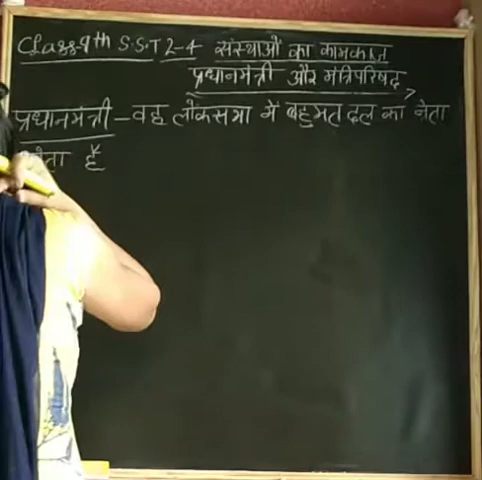 Class-9th S.S.T 2-4 संस्थाओं का कामकाज
प्रधानमंत्री और मंत्रिपरिषद
प्रधानमंत्री – वह लोकसभा में बहुमत दल का नेता
है